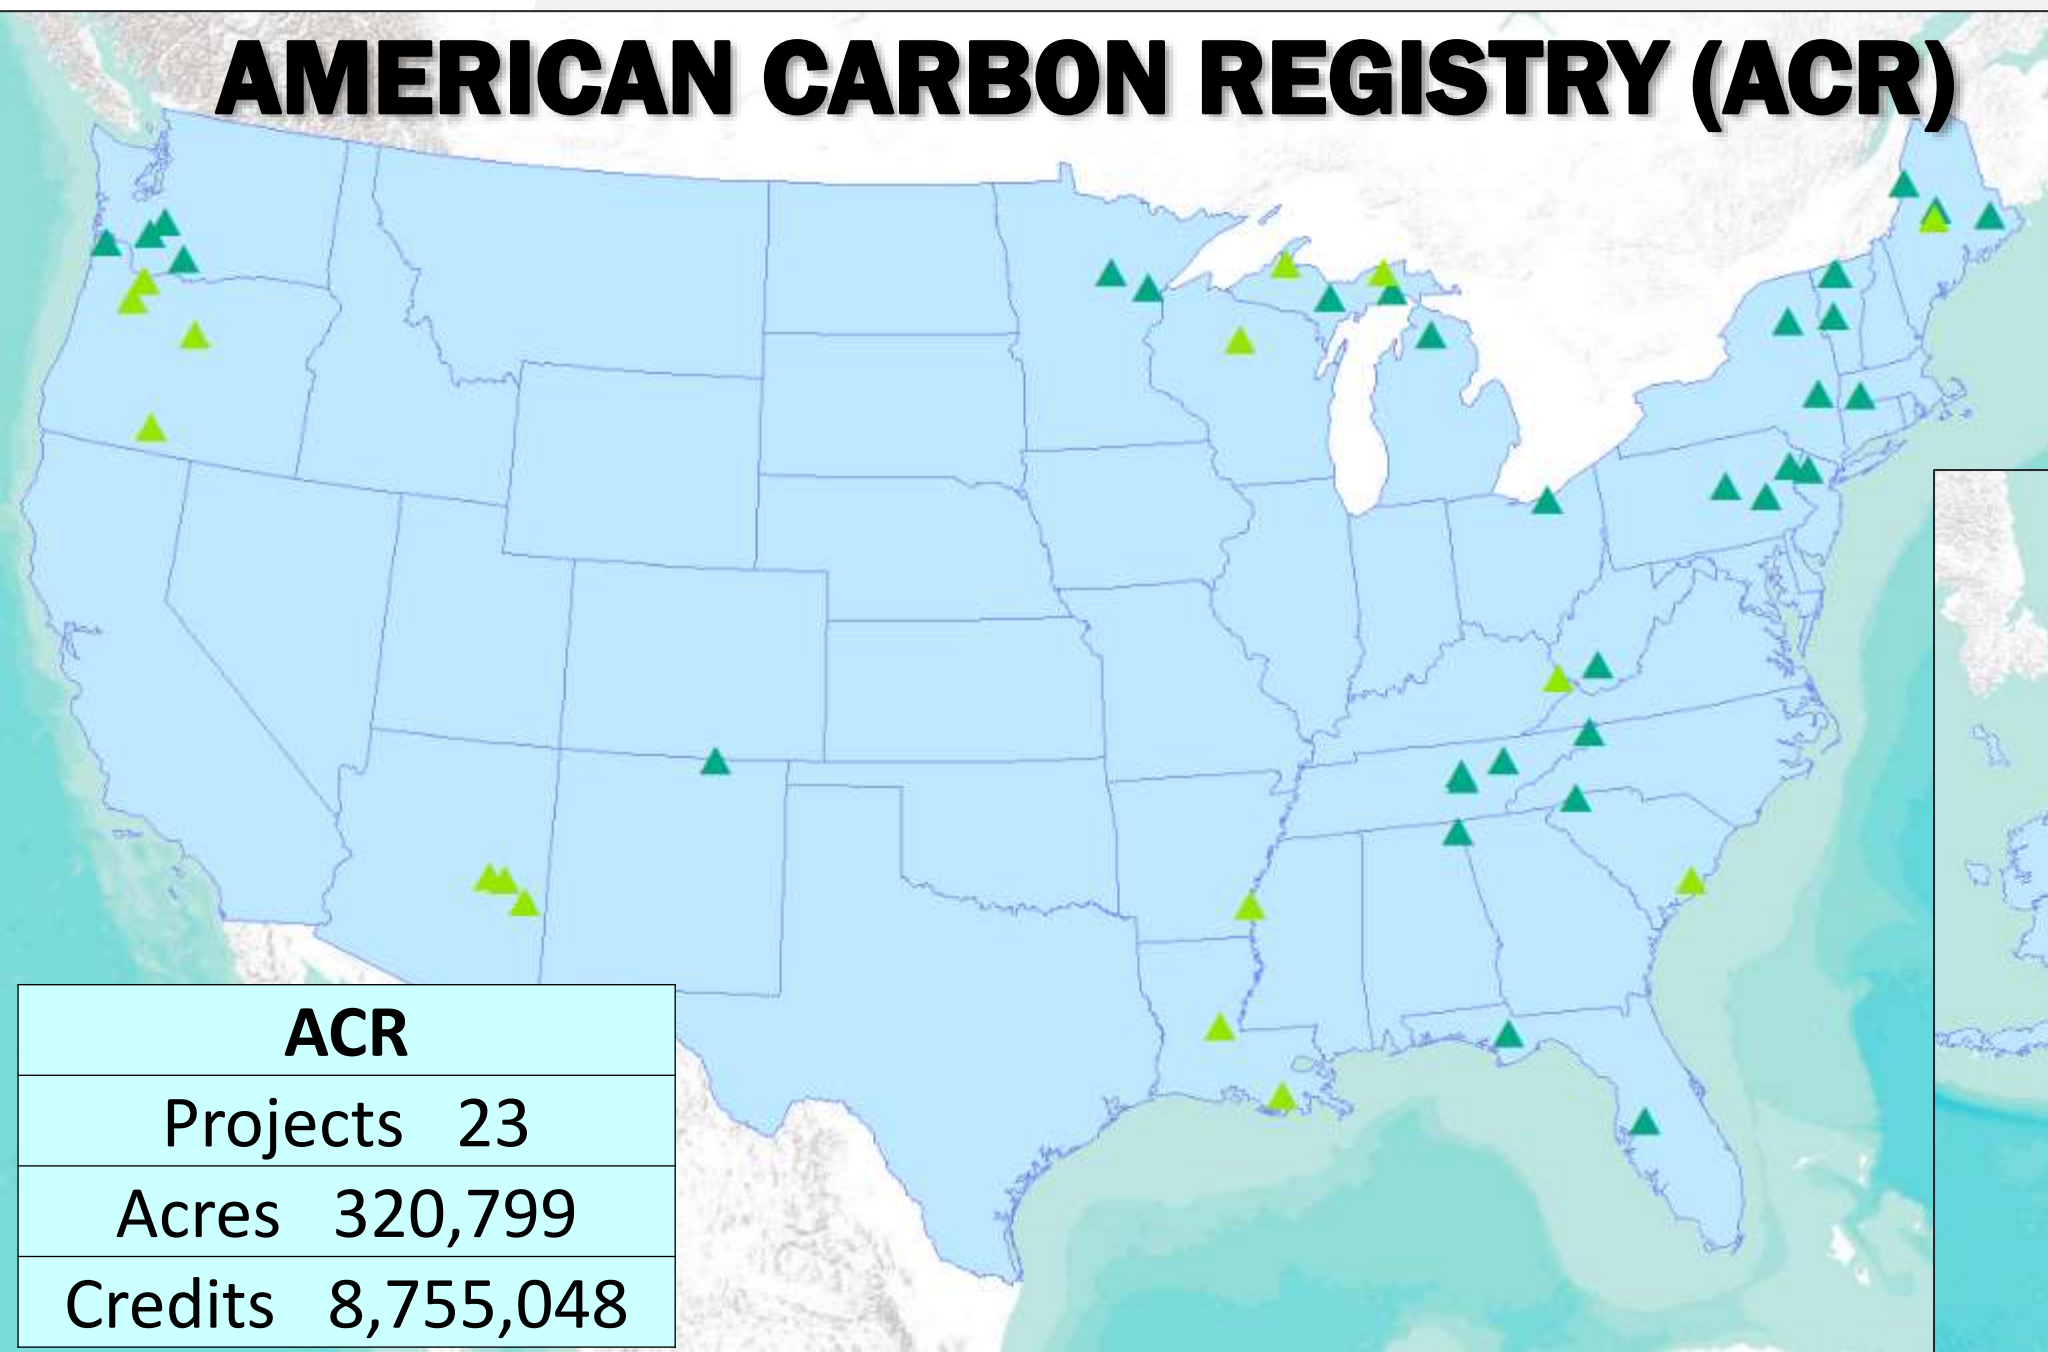 AMERICAN CARBON REGISTRY (ACR)
ACR
Projects 23
Acres 320,799
Credits 8,755,048